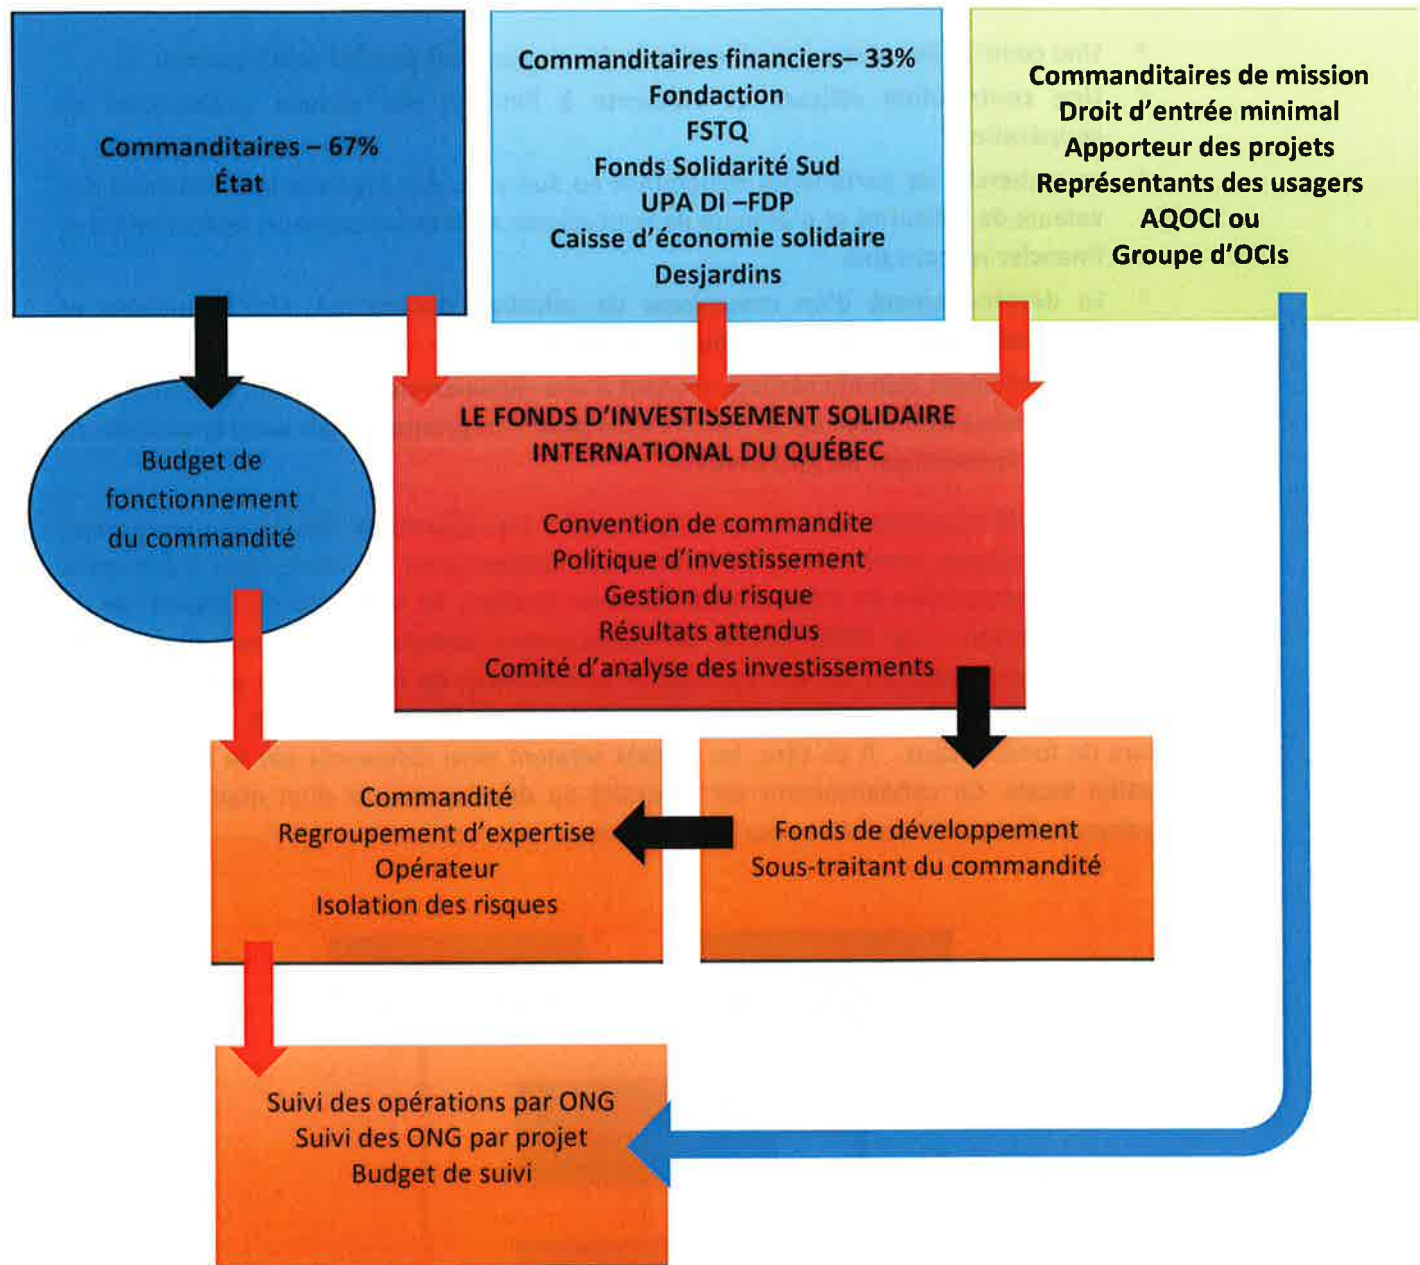 Commanditaires – 67%
État
Commanditaires financiers– 33%
Fondaction
FSTQ
Fonds Solidarité Sud
UPA DI –FDP
Caisse d'économie solidaire
Desjardins
Commanditaires de mission
Droit d'entrée minimal
Apporteur des projets
Représentants des usagers
AQOCI ou
Groupe d'OCIs
Budget de
fonctionnement
du commandité
LE FONDS D'INVESTISSEMENT SOLIDAIRE
INTERNATIONAL DU QUÉBEC
Convention de commandite
Politique d'investissement
Gestion du risque
Résultats attendus
Comité d'analyse des investissements
Commandité
Regroupement d'expertise
Opérateur
Isolation des risques
Fonds de développement
Sous-traitant du commandité
Suivi des opérations par ONG
Suivi des ONG par projet
Budget de suivi